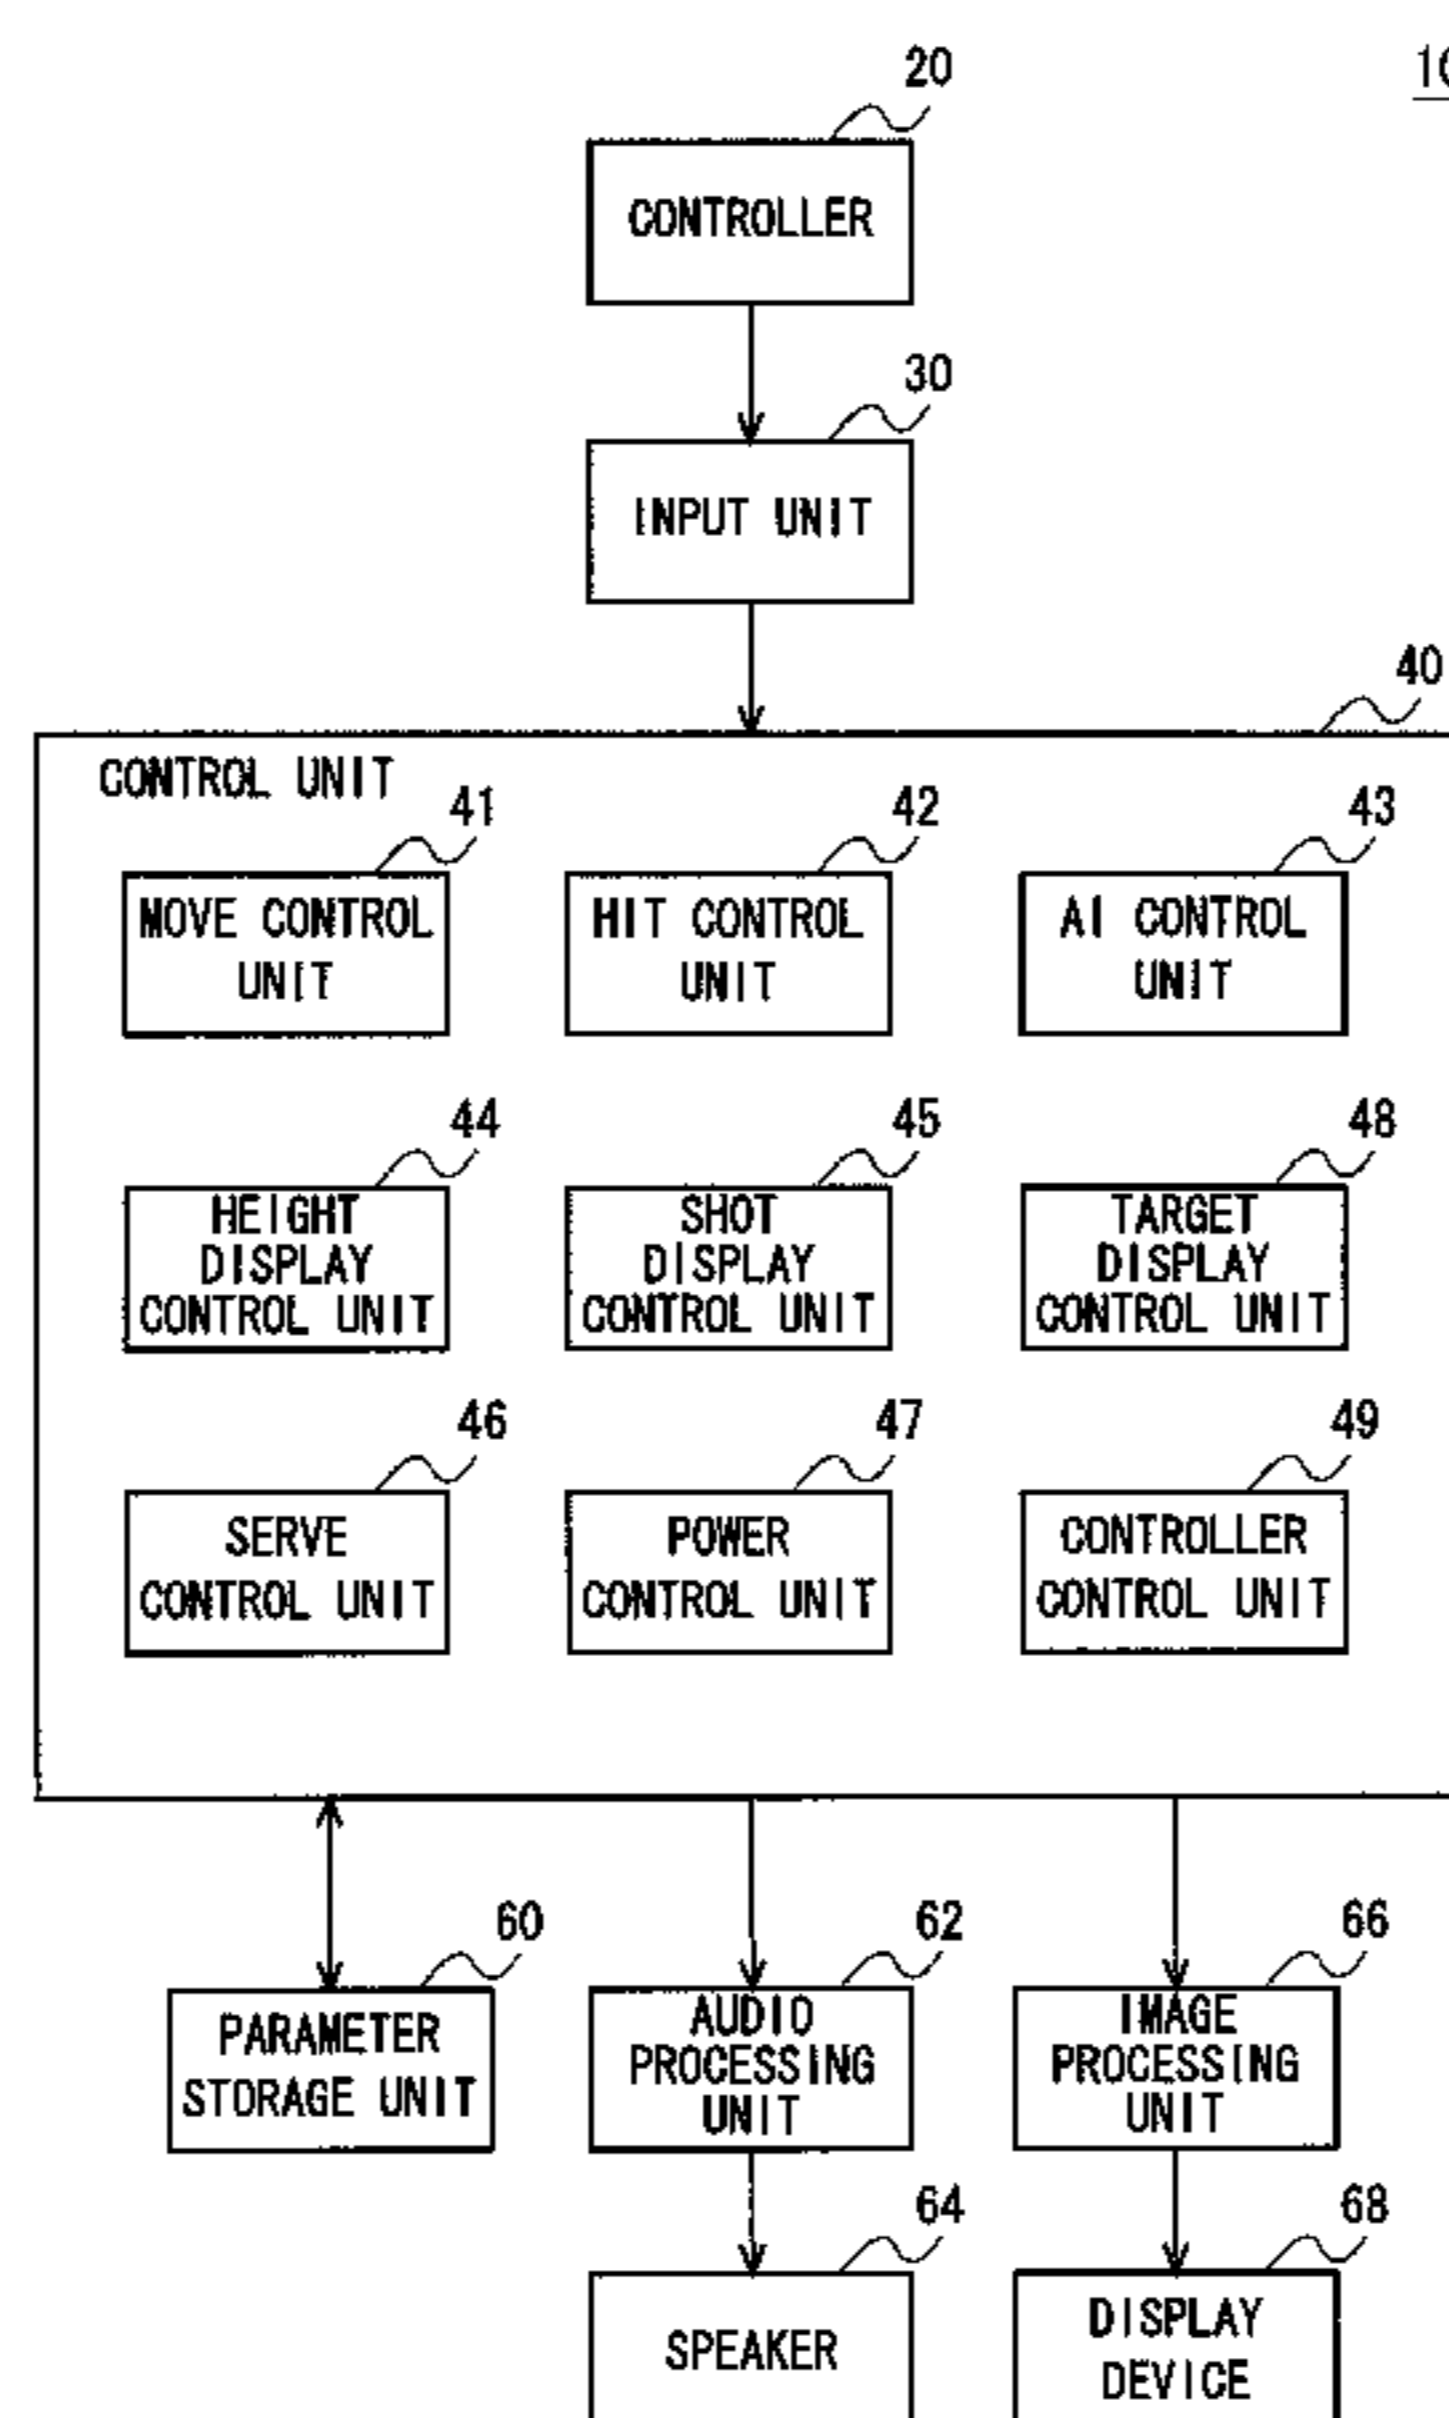 20
CONTROLLER
30
INPUT UNIT
40
CONTROL UNIT
41
42
43
MOVE CONTROL
UNIT
HIT CONTROL
UNIT
AI CONTROL
UNIT
44
45
48
HEIGHT
DISPLAY
CONTROL UNIT
SHOT
DISPLAY
CONTROL UNIT
TARGET
DISPLAY
CONTROL UNIT
46
47
49
SERVE
CONTROL UNIT
POWER
CONTROL UNIT
CONTROLLER
CONTROL UNIT
60
62
66
PARAMETER
STORAGE UNIT
AUDIO
PROCESSING
UNIT
IMAGE
PROCESSING
UNIT
64
68
SPEAKER
DISPLAY
DEVICE